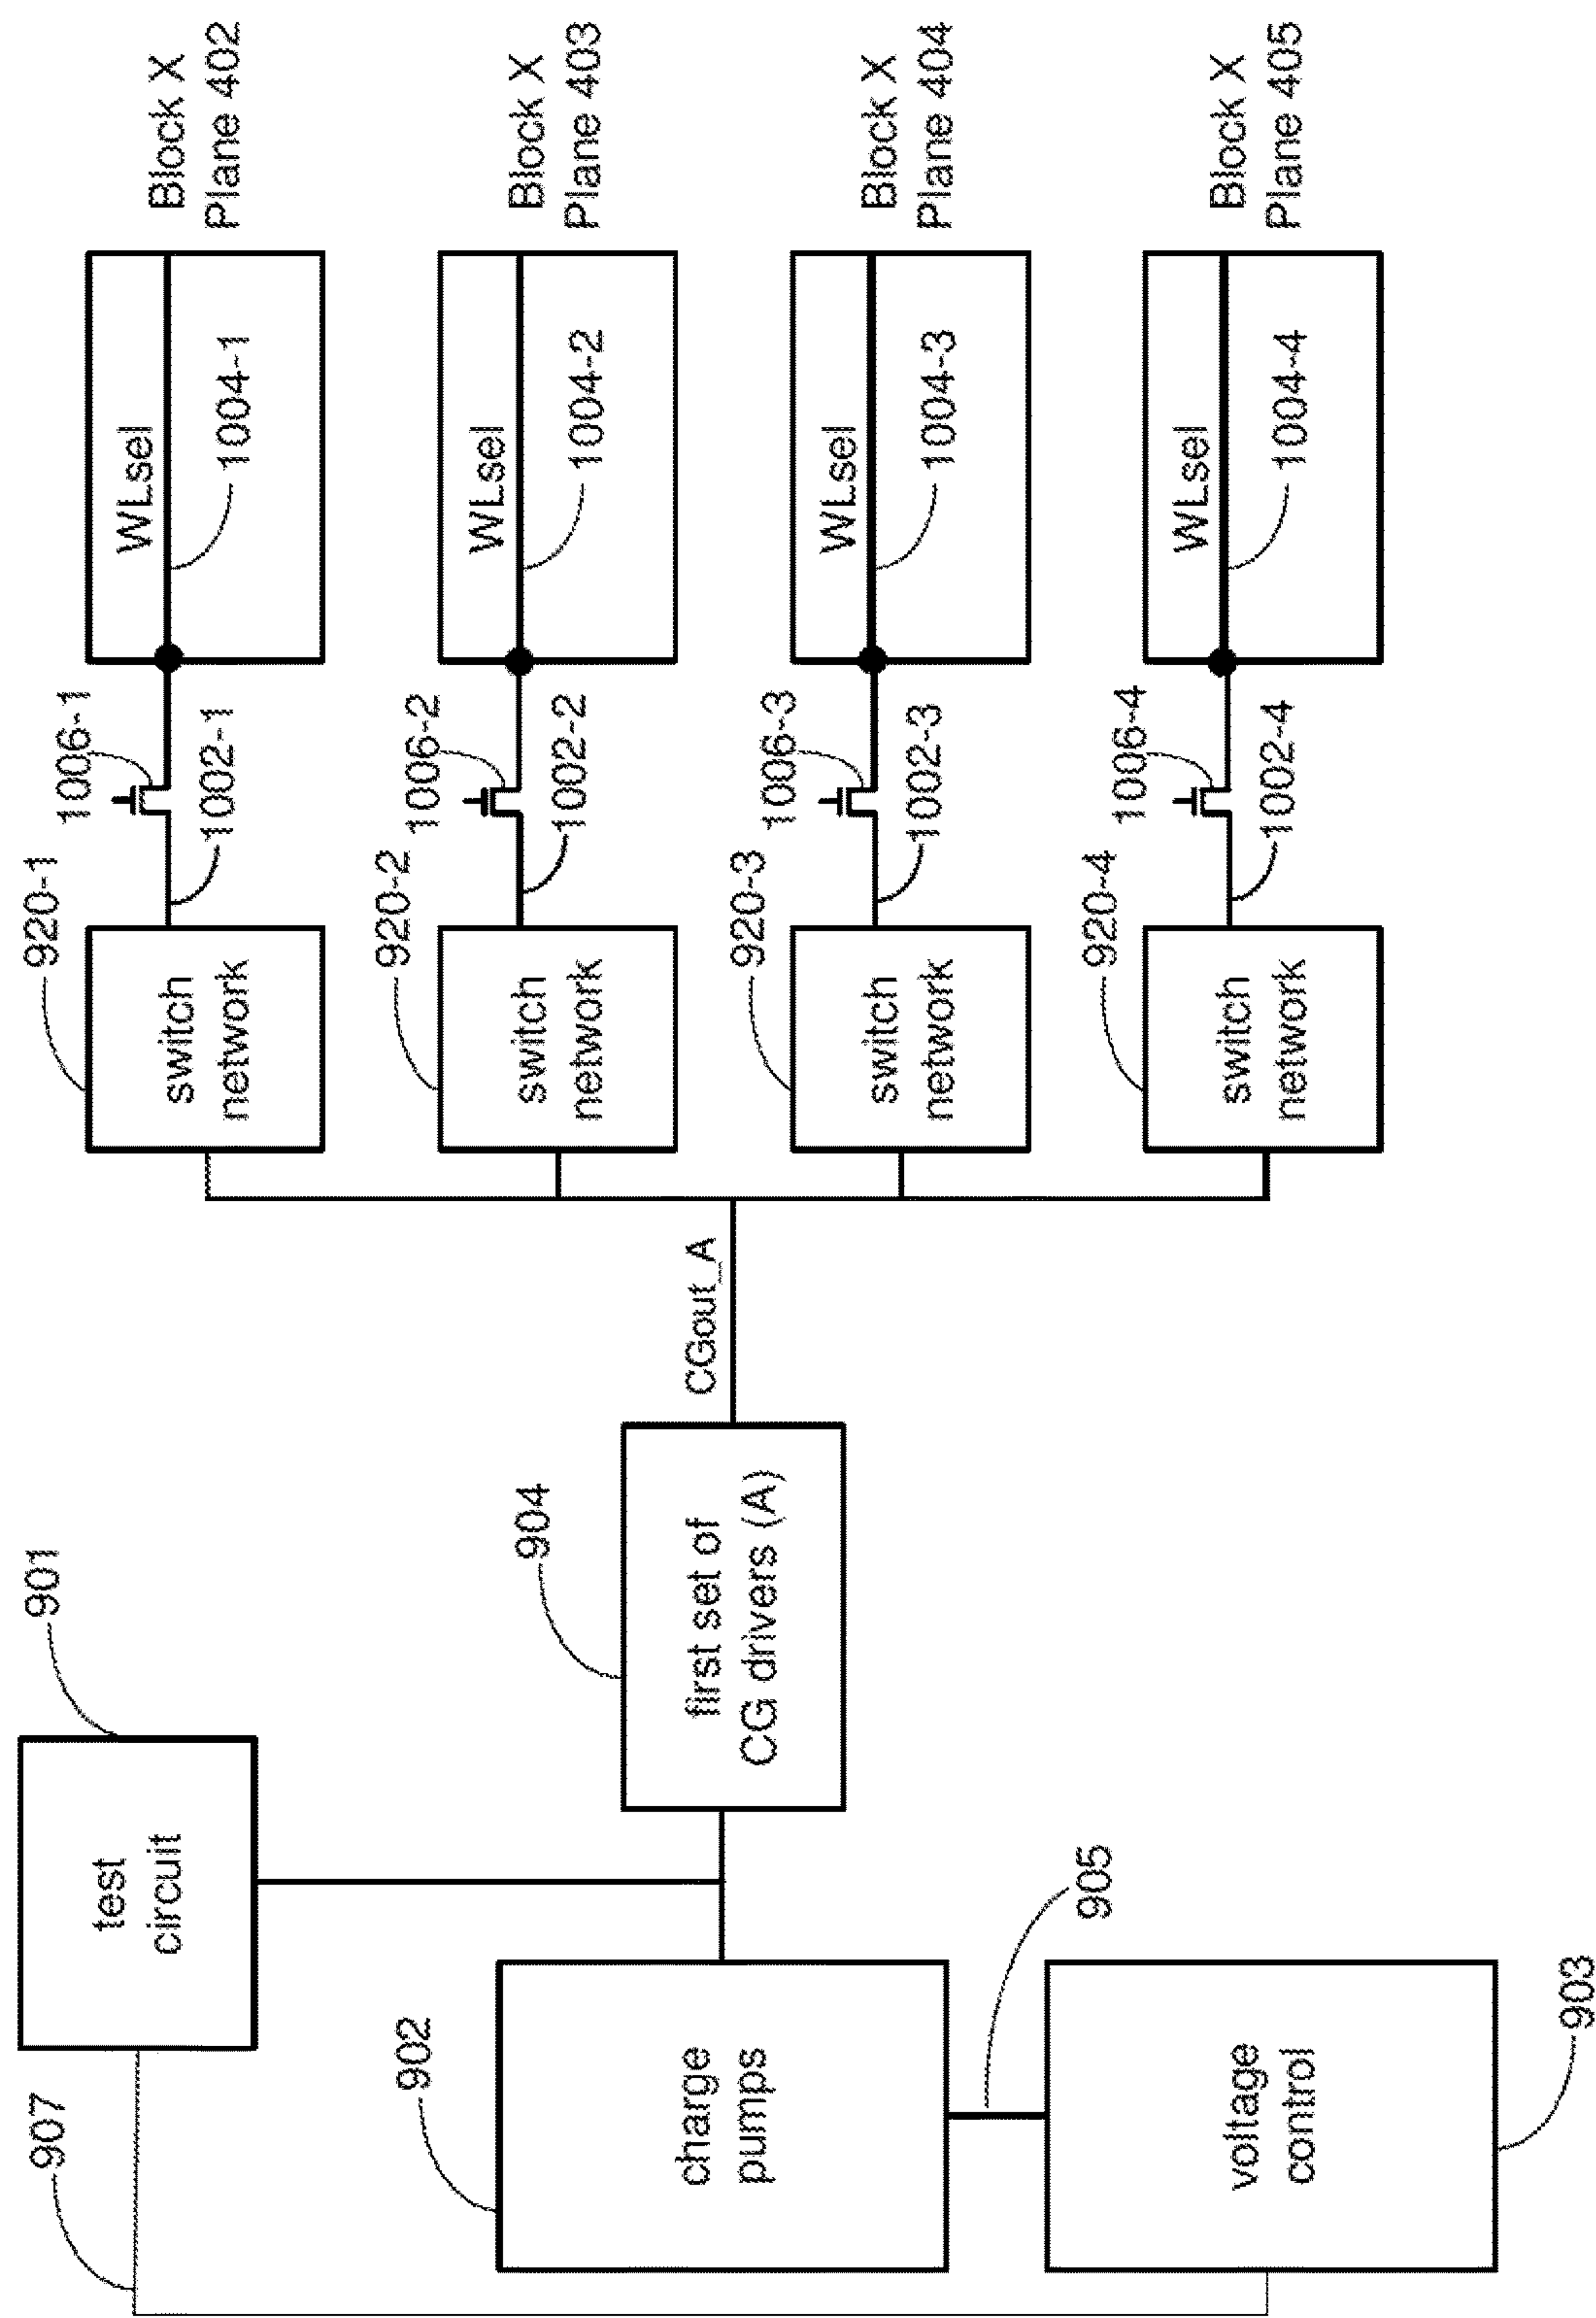 907
test
circuit
901
902
charge
pumps
905
voltage
control
903
904
first set of
CG drivers (A)
CGout_A
920-1
switch
network
1006-1
1002-1
WLsel
1004-1
Block X
Plane 402
920-2
switch
network
1006-2
1002-2
WLsel
1004-2
Block X
Plane 403
920-3
switch
network
1006-3
1002-3
WLsel
1004-3
Block X
Plane 404
920-4
switch
network
1006-4
1002-4
WLsel
1004-4
Block X
Plane 405